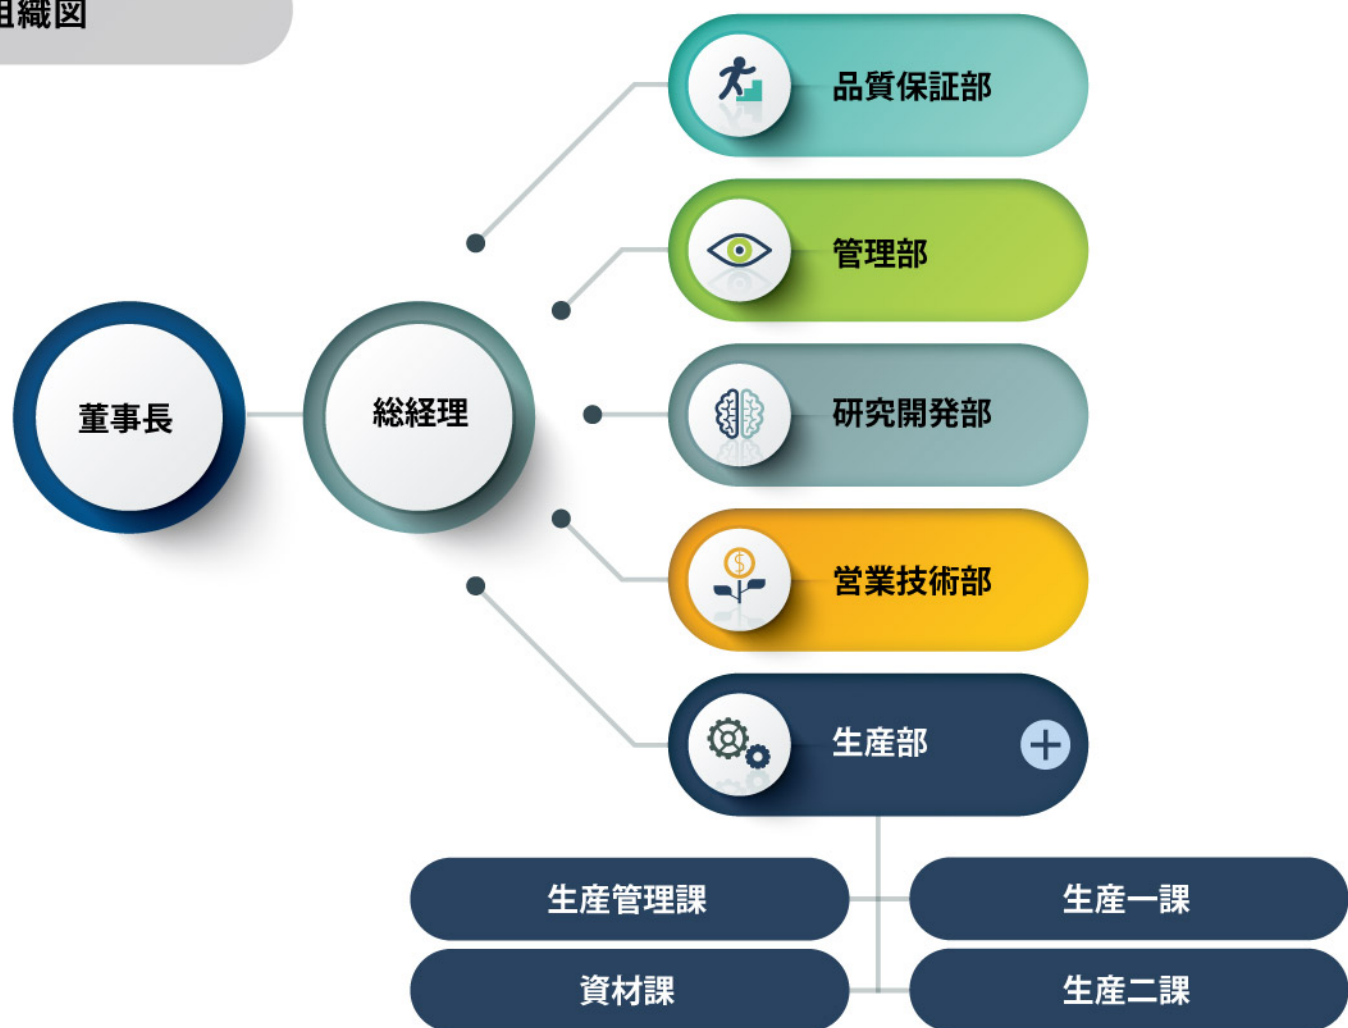 組織図
品質保証部
管理部
董事長
総経理
研究開発部
営業技術部
生産部
生産管理課
生産一課
資材課
生産二課